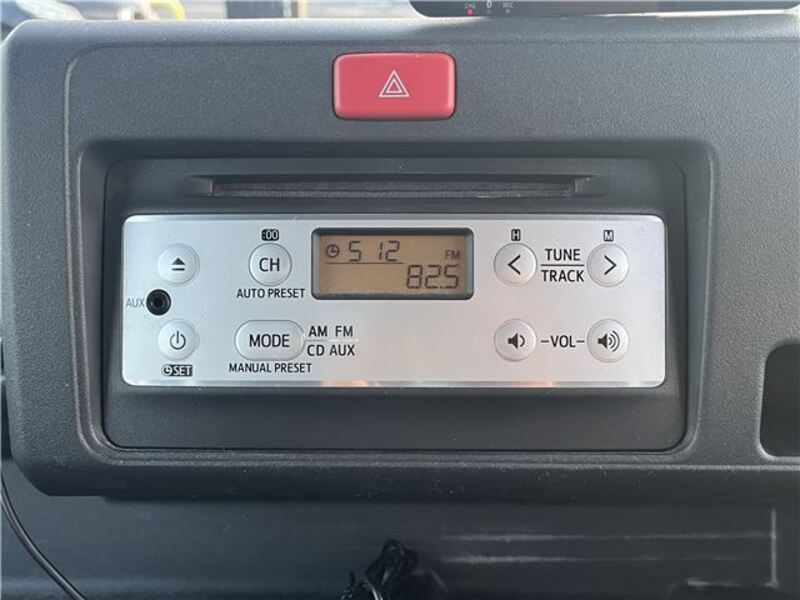 :00
H
M
5 12
FM
82.5
CH
TUNE
TRACK
AUTO PRESET
AUX
MODE
AM FM
CD AUX
-VOL-
SET
MANUAL PRESET